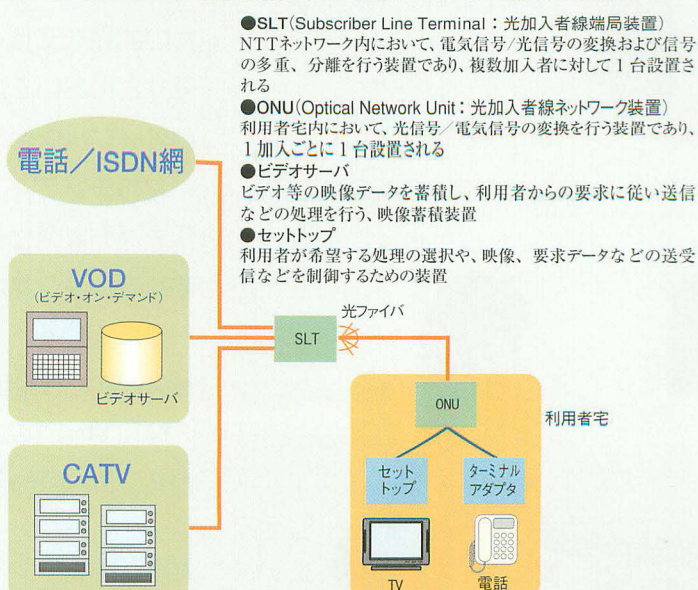 ●SLT(Subscriber Line Terminal：光加入者線端局装置)
NTTネットワーク内において、電気信号/光信号の変換および信号
の多重、分離を行う装置であり、複数加入者に対して1台設置さ
れる
●ONU(Optical Network Unit：光加入者線ネットワーク装置)
利用者宅内において、光信号／電気信号の変換を行う装置であり、
1加入ごとに1台設置される
●ビデオサーバ
ビデオ等の映像データを蓄積し、利用者からの要求に従い送信
などの処理を行う、映像蓄積装置
●セットトップ
利用者が希望する処理の選択や、映像、要求データなどの送受
信などを制御するための装置
電話／ISDN網
VOD
(ビデオ・オン・デマンド)
ビデオサーバ
CATV
SLT
光ファイバ
ONU
利用者宅
セット
トップ
ターミナル
アダプタ
TV
電話